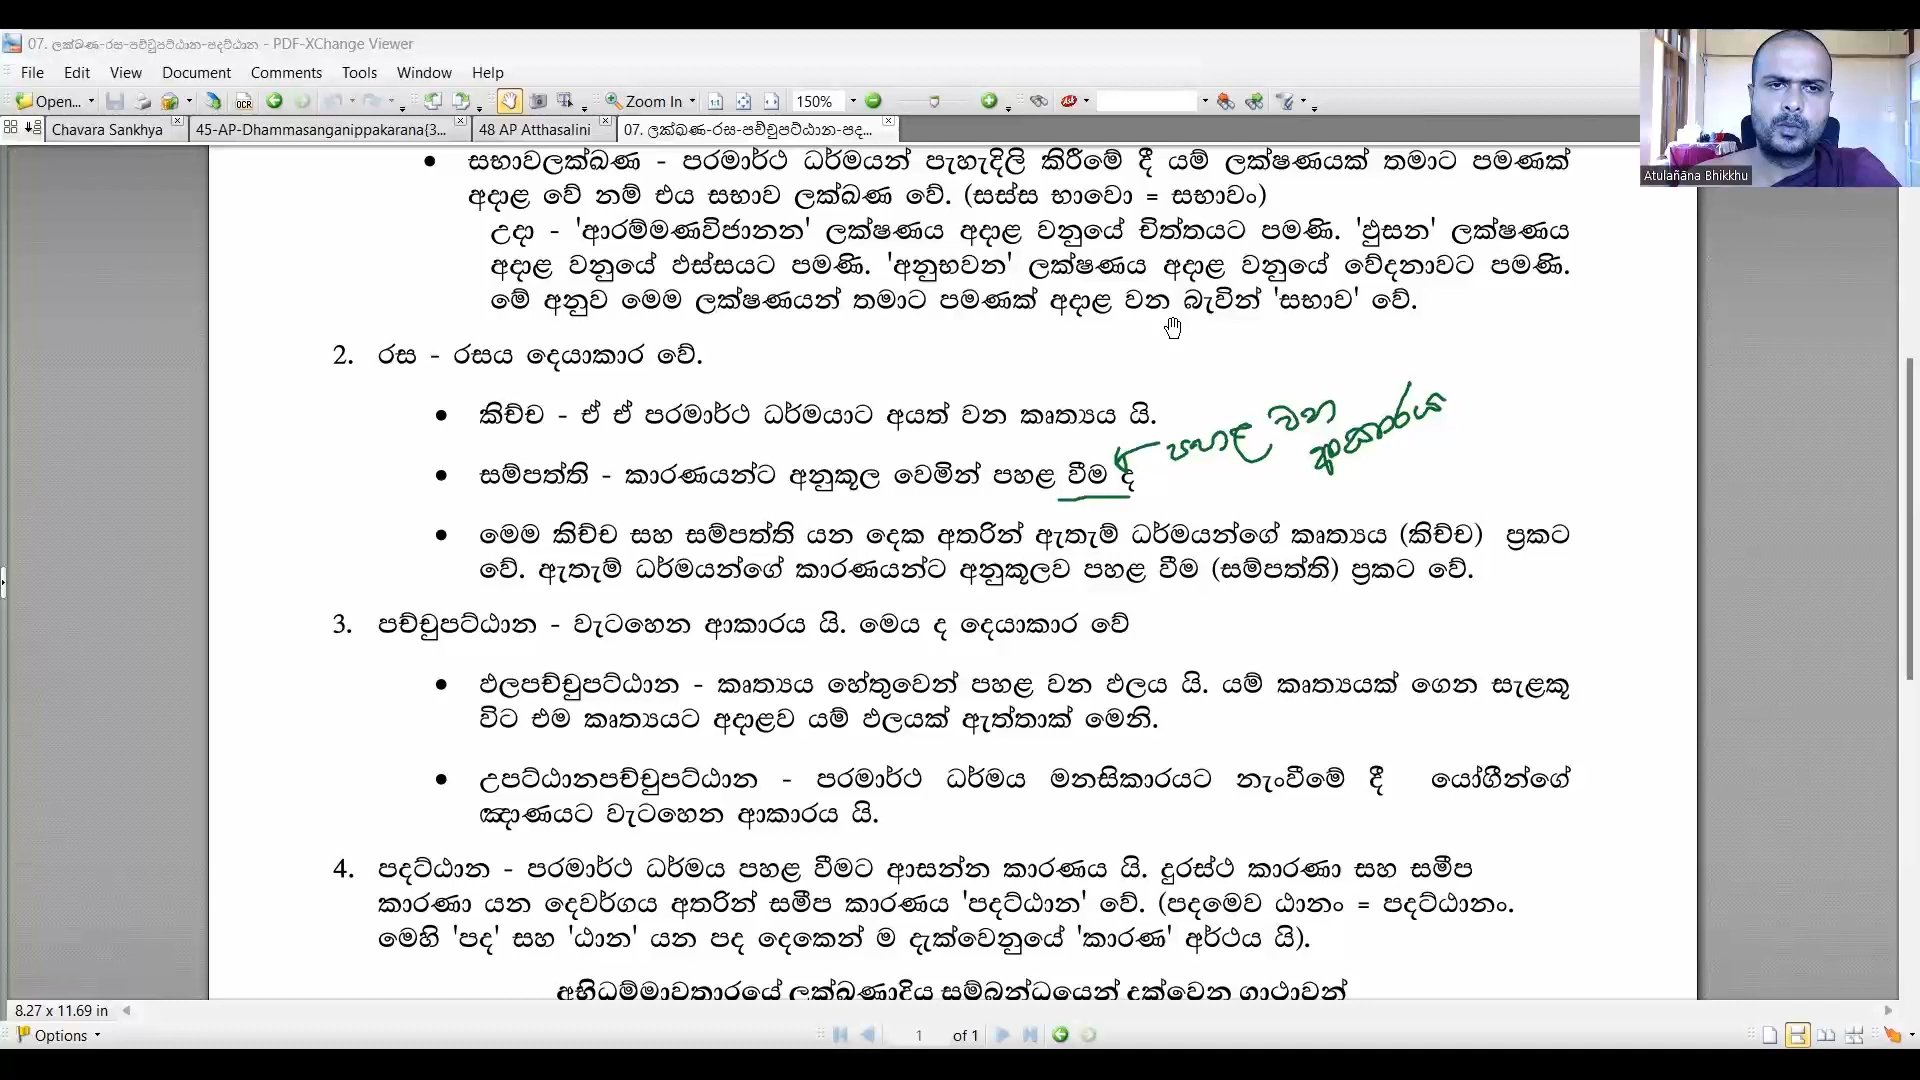 07. ලක්ඛණ-රස-පච්චුපට්ඨාන-පදට්ඨාන - PDF-XChange Viewer
File Edit View Document Comments Tools Window Help
Open... OCR Zoom In 150%
Chavara Sankhya 45-AP-Dhammasanganippakarana{3... 48 AP Atthasalini 07. ලක්ඛණ-රස-පච්චුපට්ඨාන-පද...
Atulañāna Bhikkhu
• සභාවලක්ඛණ - පරමාර්ථ ධර්මයන් පැහැදිලි කිරීමේ දී යම් ලක්ෂණයක් තමාට පමණක්
අදාළ වේ නම් එය සභාව ලක්ඛණ වේ. (සස්ස භාවො = සභාවං)
උදා - 'ආරම්මණවිජානන' ලක්ෂණය අදාළ වනුයේ චිත්තයට පමණි. 'ඵුසන' ලක්ෂණය
අදාළ වනුයේ ඵස්සයට පමණි. 'අනුභවන' ලක්ෂණය අදාළ වනුයේ වේදනාවට පමණි.
මේ අනුව මෙම ලක්ෂණයන් තමාට පමණක් අදාළ වන බැවින් 'සභාව' වේ.
2. රස - රසය දෙයාකාර වේ.
• කිච්ච - ඒ ඒ පරමාර්ථ ධර්මයාට අයත් වන කෘත්‍යය යි.
පහළ වන
ආකාරය
• සම්පත්ති - කාරණයන්ට අනුකූල වෙමින් පහළ වීම ද
• මෙම කිච්ච සහ සම්පත්ති යන දෙක අතරින් ඇතැම් ධර්මයන්ගේ කෘත්‍යය (කිච්ච) ප්‍රකට
වේ. ඇතැම් ධර්මයන්ගේ කාරණයන්ට අනුකූලව පහළ වීම (සම්පත්ති) ප්‍රකට වේ.
3. පච්චුපට්ඨාන - වැටහෙන ආකාරය යි. මෙය ද දෙයාකාර වේ
• ඵලපච්චුපට්ඨාන - කෘත්‍යය හේතුවෙන් පහළ වන ඵලය යි. යම් කෘත්‍යයක් ගෙන සැළකූ
විට එම කෘත්‍යයට අදාළව යම් ඵලයක් ඇත්තාක් මෙනි.
• උපට්ඨානපච්චුපට්ඨාන - පරමාර්ථ ධර්මය මනසිකාරයට නැංවීමේ දී යෝගීන්ගේ
ඤාණයට වැටහෙන ආකාරය යි.
4. පදට්ඨාන - පරමාර්ථ ධර්මය පහළ වීමට ආසන්න කාරණය යි. දුරස්ථ කාරණා සහ සමීප
කාරණා යන දෙවර්ගය අතරින් සමීප කාරණය 'පදට්ඨාන' වේ. (පදමෙව ඨානං = පදට්ඨානං.
මෙහි 'පද' සහ 'ඨාන' යන පද දෙකෙන් ම දැක්වෙනුයේ 'කාරණ' අර්ථය යි).
අභිධම්මාවතාරයේ ලක්ඛණාදිය සම්බන්ධයෙන් දක්වෙන ගාථාවන්
8.27 x 11.69 in
Options 1 of 1